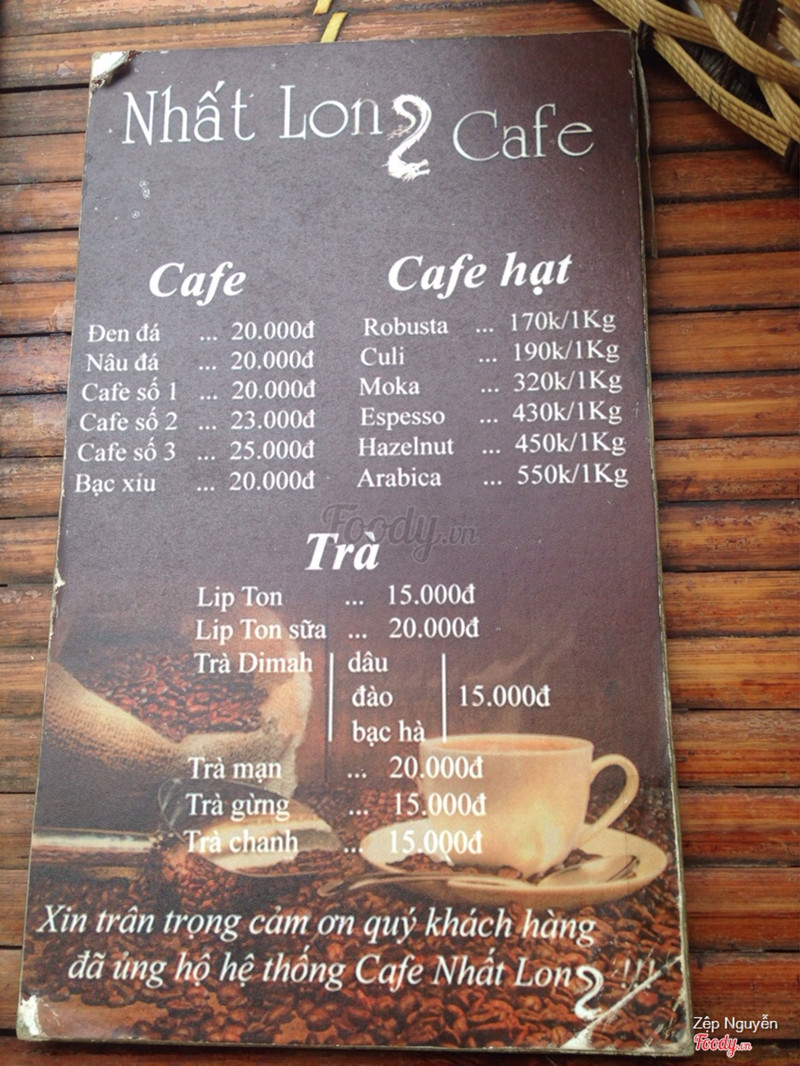 Nhất Long Cafe
Cafe
Đen đá ... 20.000đ
Nâu đá ... 20.000đ
Cafe số 1 ... 20.000đ
Cafe số 2 ... 23.000đ
Cafe số 3 ... 25.000đ
Bạc xíu ... 20.000đ
Cafe hạt
Robusta ... 170k/1Kg
Culi ... 190k/1Kg
Moka ... 320k/1Kg
Espesso ... 430k/1Kg
Hazelnut ... 450k/1Kg
Arabica ... 550k/1Kg
Foody.vn
Trà
Lip Ton ... 15.000đ
Lip Ton sữa ... 20.000đ
Trà Dimah | dâu
đào | 15.000đ
bạc hà
Trà mạn ... 20.000đ
Trà gừng ... 15.000đ
Trà chanh ... 15.000đ
Xin trân trọng cảm ơn quý khách hàng
đã ủng hộ hệ thống Cafe Nhất Long !!!
Zệp Nguyễn
Foody.vn